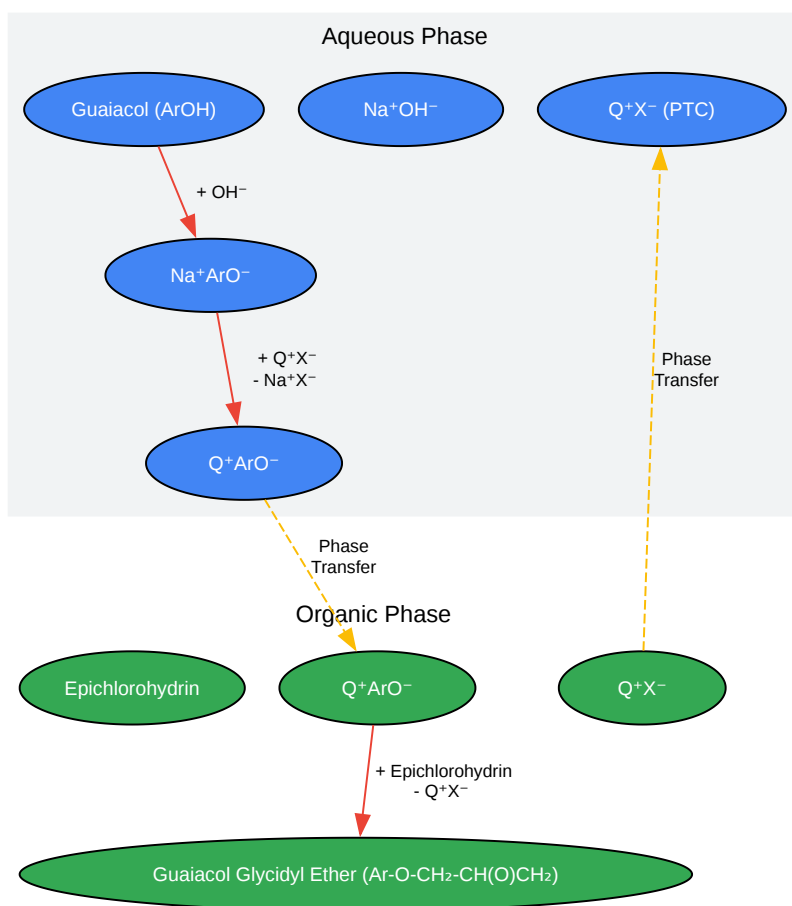 Aqueous Phase
Guaiacol (ArOH)
Na⁺OH⁻
Q⁺X⁻ (PTC)
+ OH⁻
Na⁺ArO⁻
+ Q⁺X⁻
- Na⁺X⁻
Phase
Transfer
Q⁺ArO⁻
Phase
Transfer
Organic Phase
Epichlorohydrin
Q⁺ArO⁻
Q⁺X⁻
+ Epichlorohydrin
- Q⁺X⁻
Guaiacol Glycidyl Ether (Ar-O-CH₂-CH(O)CH₂)